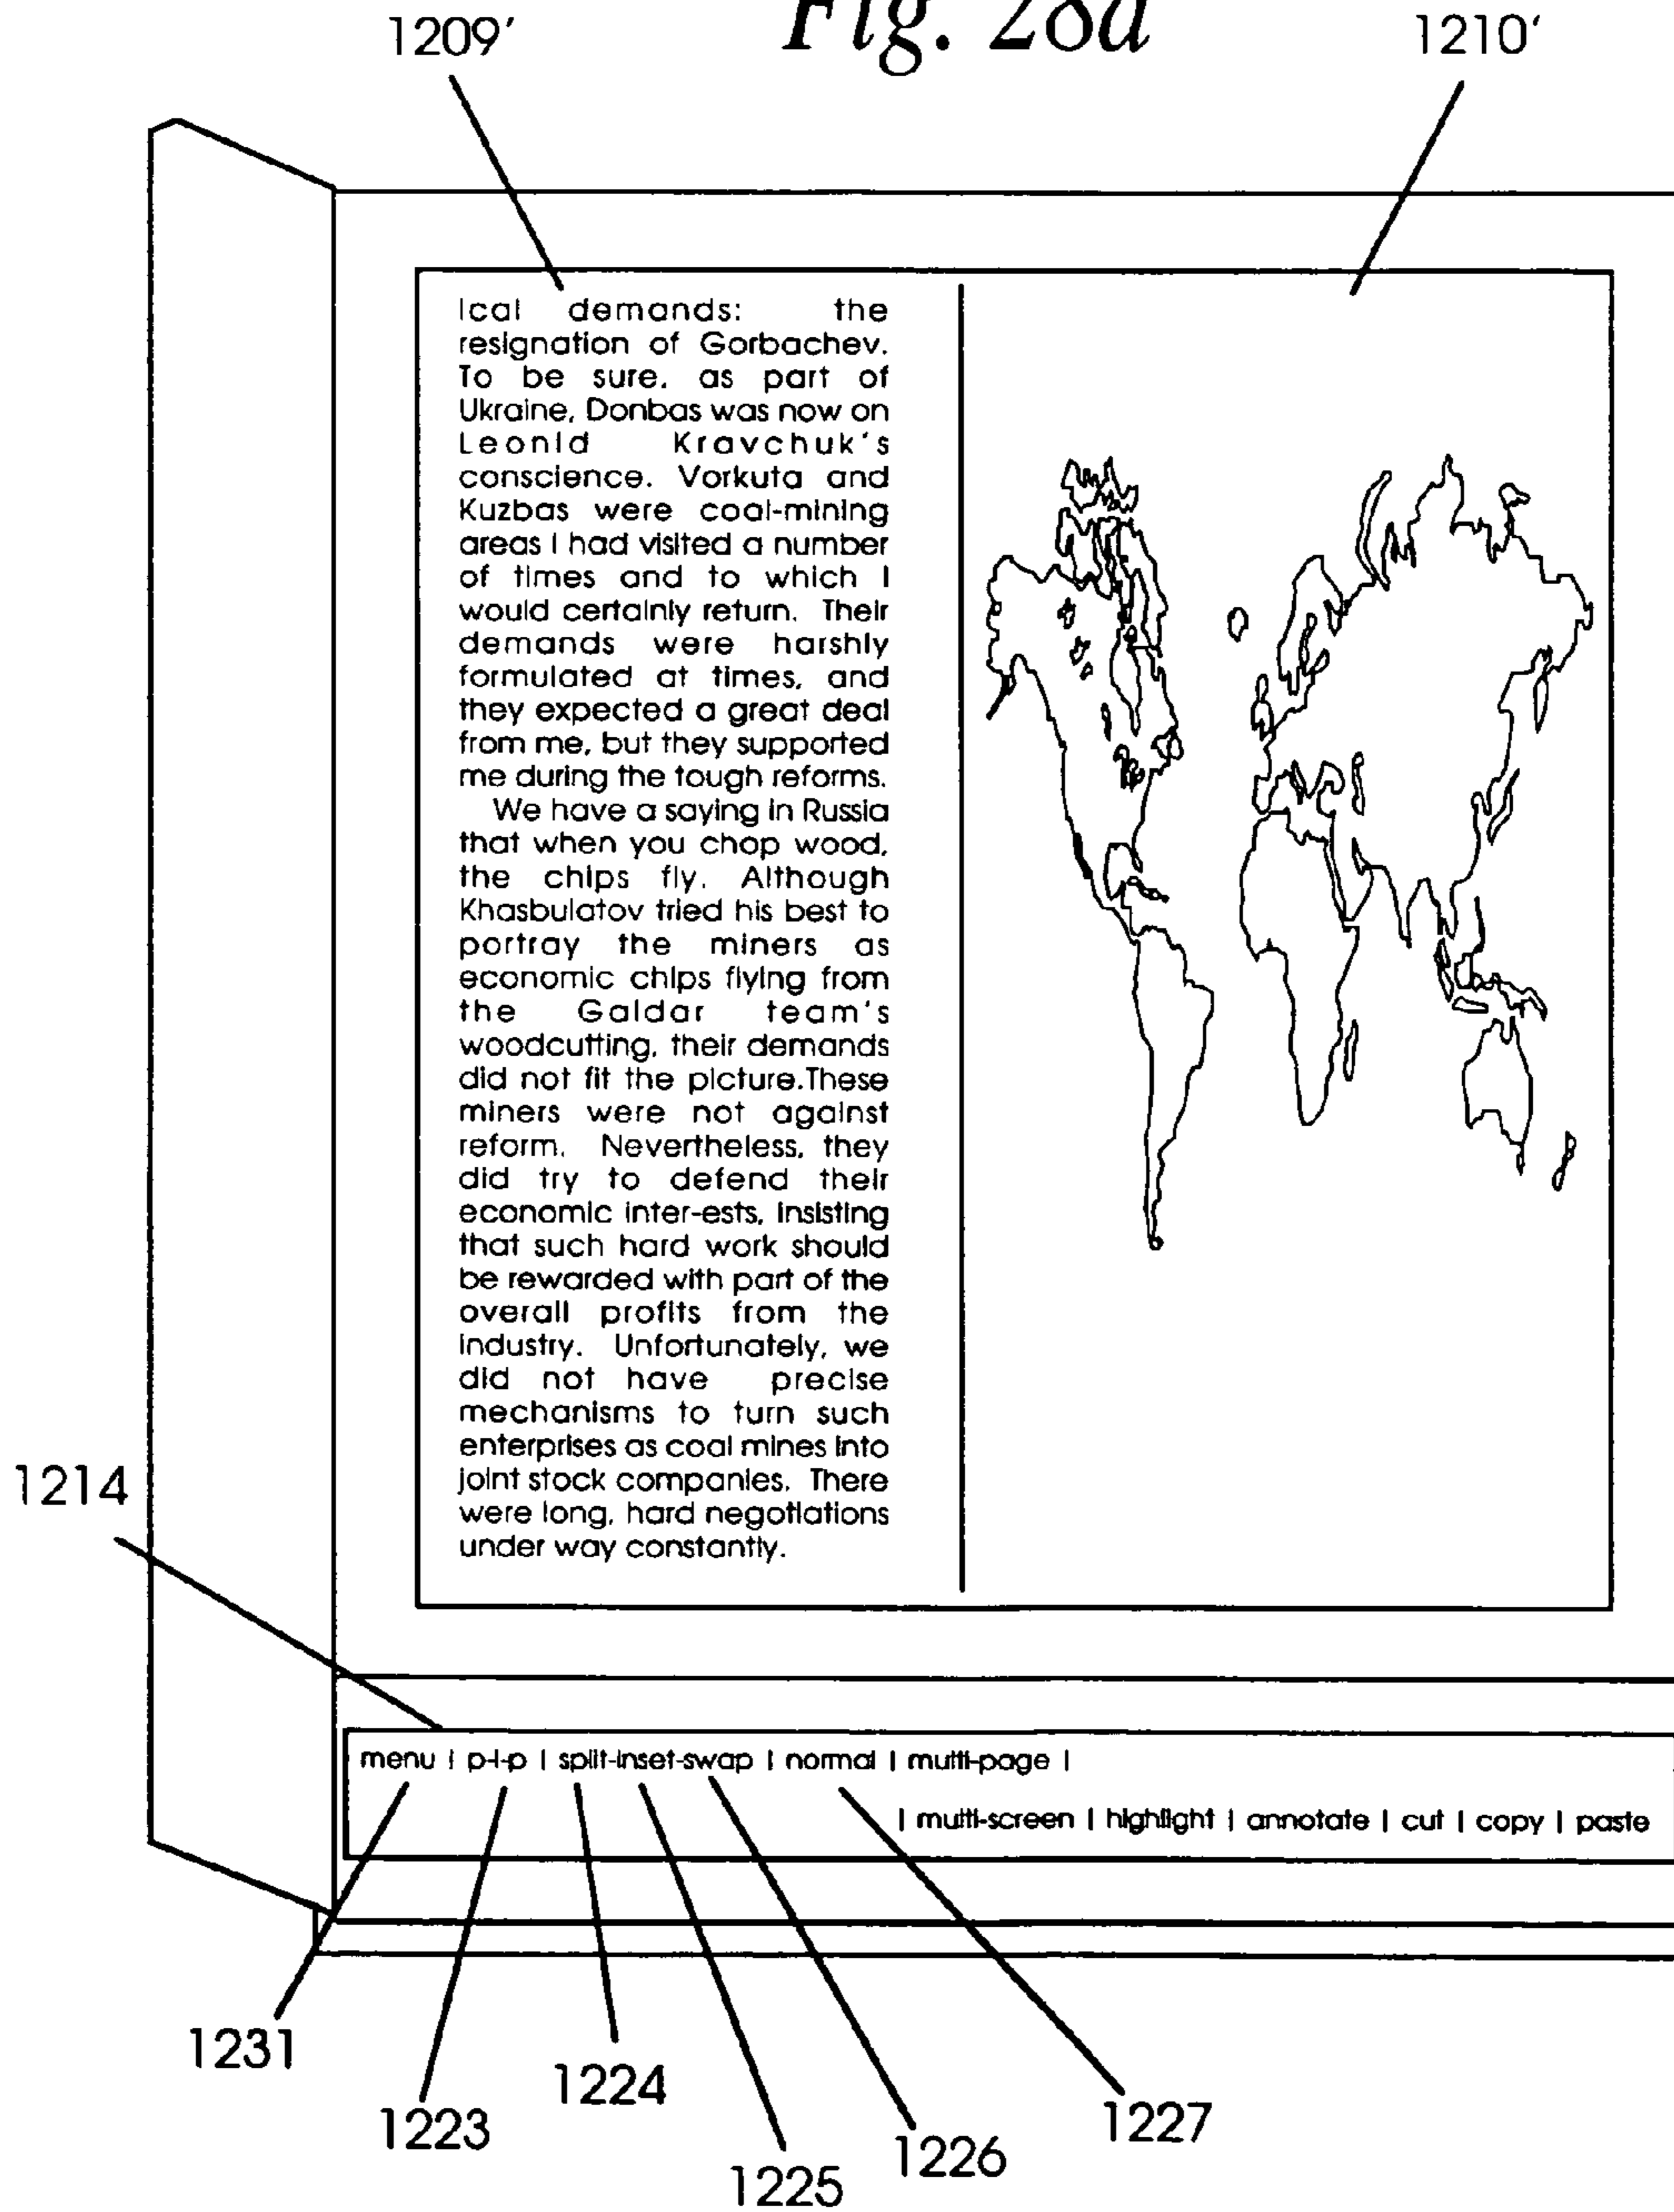 Fig. 28d
1209'
1210'
ical demands: the
resignation of Gorbachev.
To be sure, as part of
Ukraine, Donbas was now on
Leonid Kravchuk's
conscience. Vorkuta and
Kuzbas were coal-mining
areas I had visited a number
of times and to which I
would certainly return. Their
demands were harshly
formulated at times, and
they expected a great deal
from me, but they supported
me during the tough reforms.
We have a saying in Russia
that when you chop wood,
the chips fly. Although
Khasbulatov tried his best to
portray the miners as
economic chips flying from
the Gaidar team's
woodcutting, their demands
did not fit the picture.These
miners were not against
reform. Nevertheless, they
did try to defend their
economic inter-ests, insisting
that such hard work should
be rewarded with part of the
overall profits from the
industry. Unfortunately, we
did not have precise
mechanisms to turn such
enterprises as coal mines into
joint stock companies. There
were long, hard negotiations
under way constantly.
1214
menu | p-i-p | split-inset-swap | normal | multi-page |
| multi-screen | highlight | annotate | cut | copy | paste
1231
1224
1223
1227
1226
1225